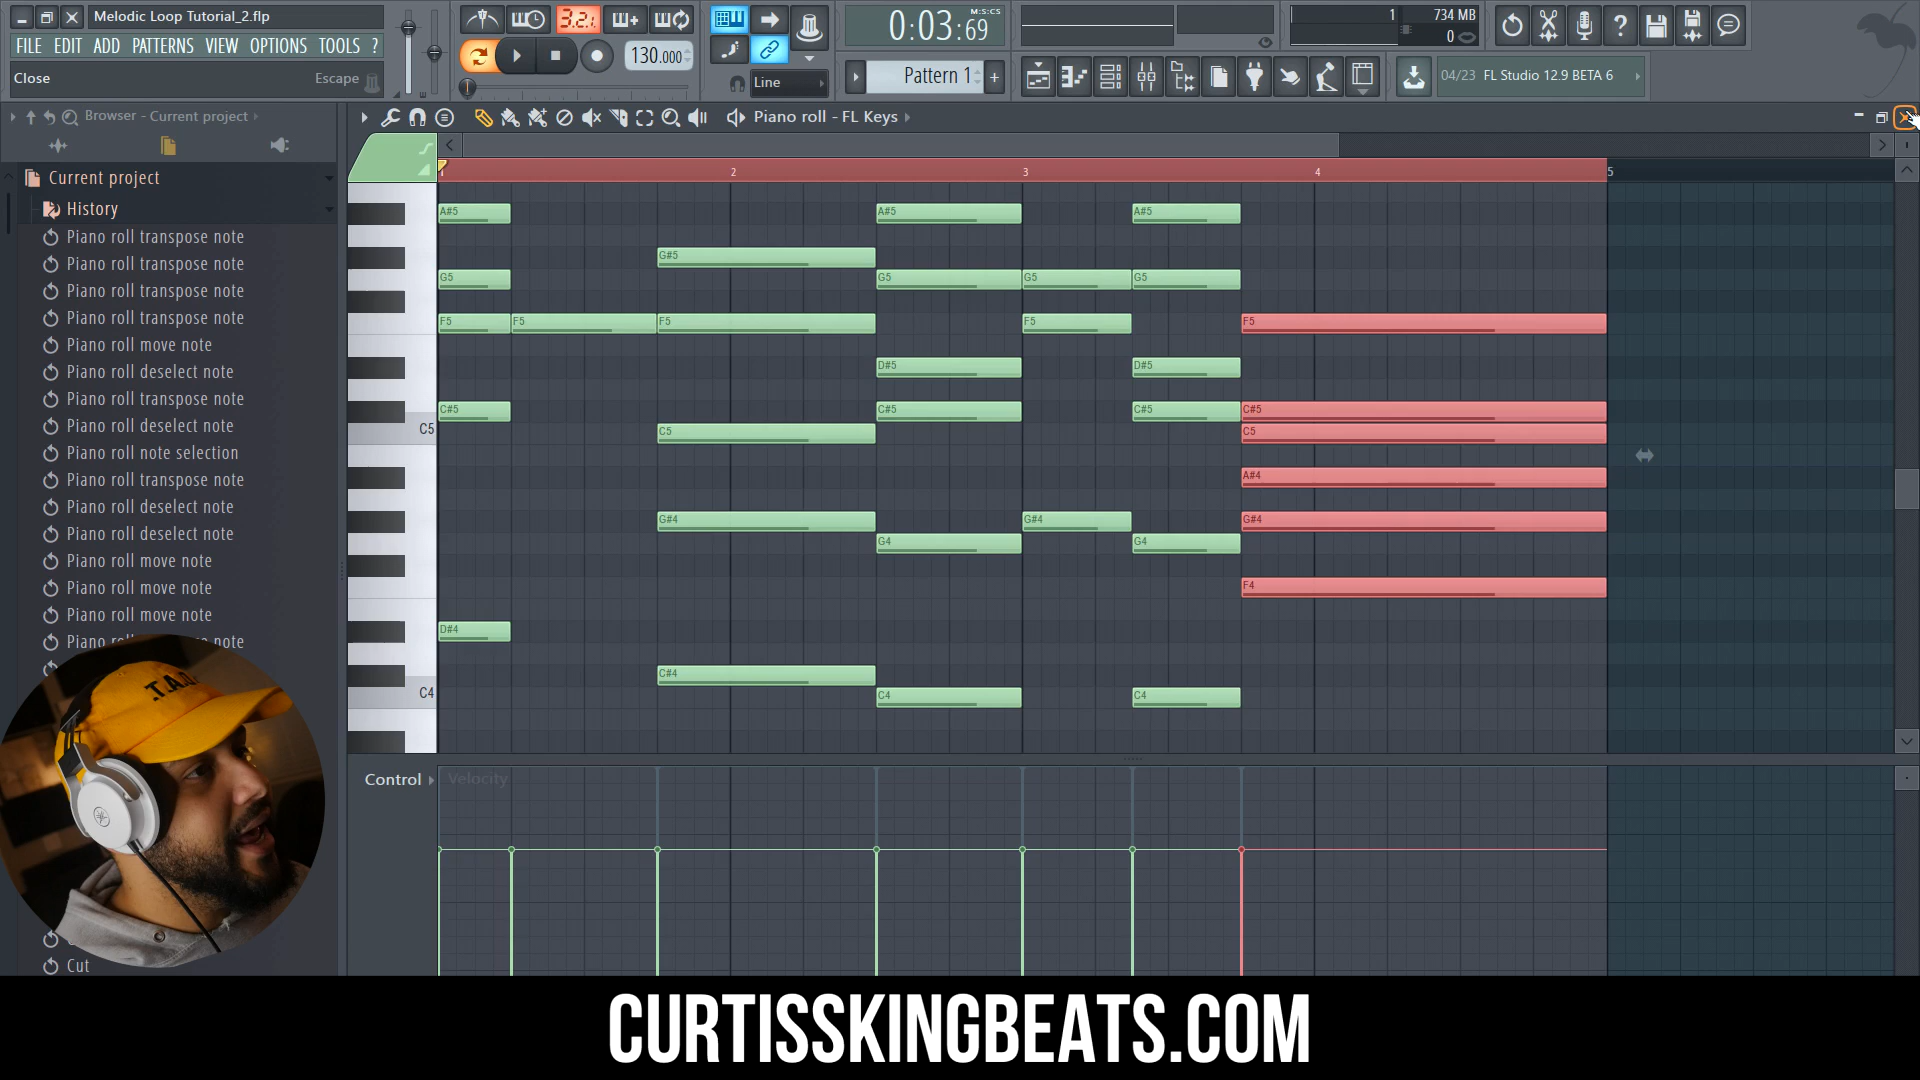 Melodic Loop Tutorial_2.flp
FILE EDIT ADD PATTERNS VIEW OPTIONS TOOLS ?
Close Escape
3.2.1
130.000
Line
0:03:69
M:S:CS
Pattern 1
1 734 MB
0
04/23 FL Studio 12.9 BETA 6
Browser - Current project
Current project
History
Piano roll transpose note
Piano roll transpose note
Piano roll transpose note
Piano roll transpose note
Piano roll move note
Piano roll deselect note
Piano roll transpose note
Piano roll deselect note
Piano roll note selection
Piano roll transpose note
Piano roll deselect note
Piano roll deselect note
Piano roll move note
Piano roll move note
Piano roll move note
Cut
T.A.D.
Piano roll - FL Keys
2 3 4 5
A#5 A#5 A#5
G#5
G5 G5 G5 G5
F5 F5 F5 F5 F5
D#5 D#5
C#5 C#5 C#5 C#5
C5 C5 C5
A#4
G#4 G#4 G#4
G4 G4
F4
D#4
C#4
C4 C4 C4
Control Velocity
CURTISSKINGBEATS.COM